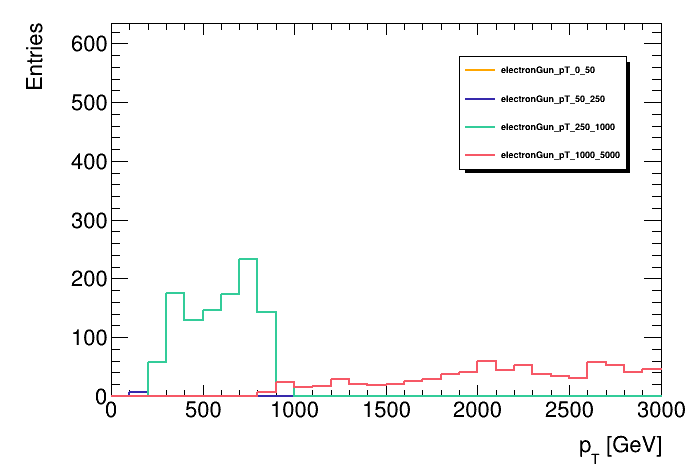 Entries
600
500
400
300
200
100
0
0 500 1000 1500 2000 2500 3000
p_T [GeV]
electronGun_pT_0_50
electronGun_pT_50_250
electronGun_pT_250_1000
electronGun_pT_1000_5000